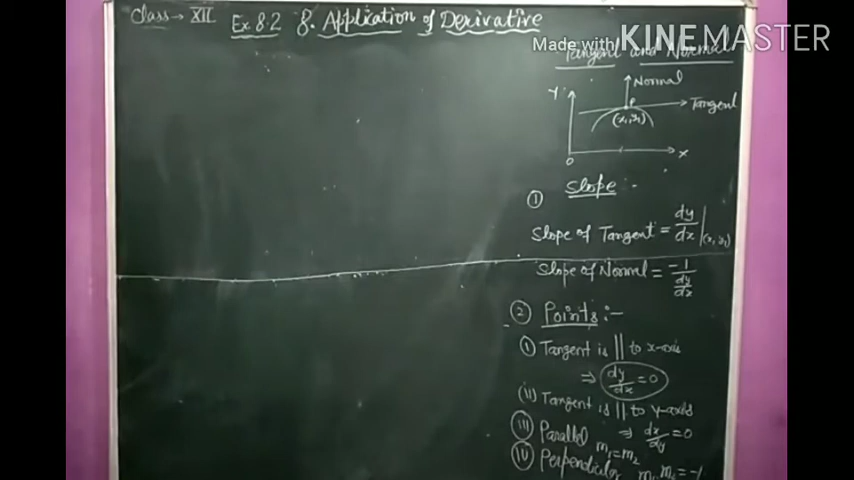 Class → XII
Ex 8.2 8. Application of Derivative
Made with KINEMASTER
Tangent and Normal
Normal
Y
P
Tangent
(x₁, y₁)
O
X
① Slope :-
Slope of Tangent = dy/dx |(x₁, y₁)
Slope of Normal = -1/(dy/dx)
② Points :-
(i) Tangent is || to x-axis
⇒ dy/dx = 0
(ii) Tangent is || to y-axis
⇒ dx/dy = 0
(iii) Parallel m₁ = m₂
(iv) Perpendicular m₁ m₂ = -1